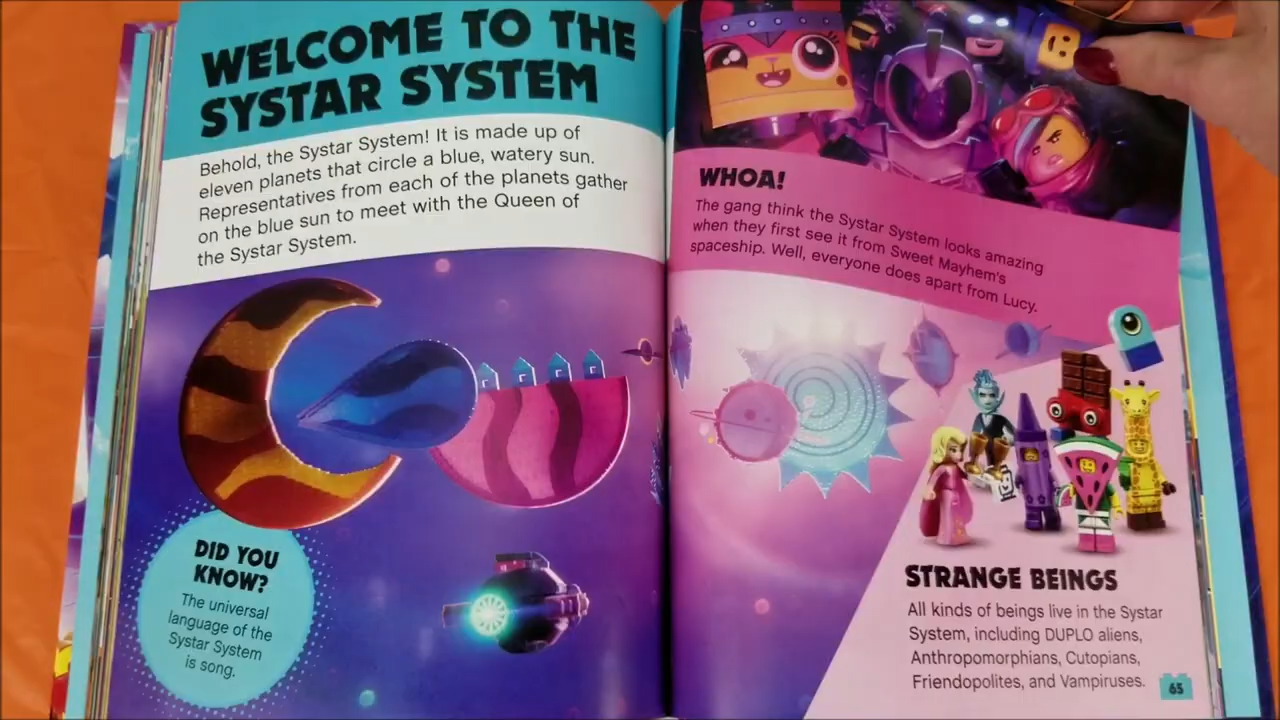 WELCOME TO THE
SYSTAR SYSTEM
Behold, the Systar System! It is made up of
eleven planets that circle a blue, watery sun.
Representatives from each of the planets gather
on the blue sun to meet with the Queen of
the Systar System.
DID YOU
KNOW?
The universal
language of the
Systar System
is song.
WHOA!
The gang think the Systar System looks amazing
when they first see it from Sweet Mayhem's
spaceship. Well, everyone does apart from Lucy.
STRANGE BEINGS
All kinds of beings live in the Systar
System, including DUPLO aliens,
Anthropomorphians, Cutopians,
Friendopolites, and Vampiruses.
65